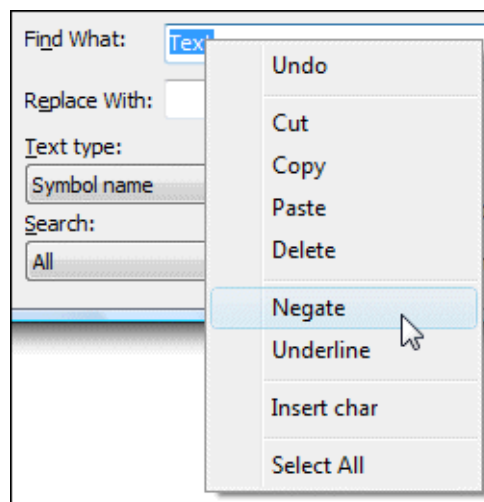 Find What: Text
Replace With:
Text type:
Symbol name
Search:
All
Undo
Cut
Copy
Paste
Delete
Negate
Underline
Insert char
Select All